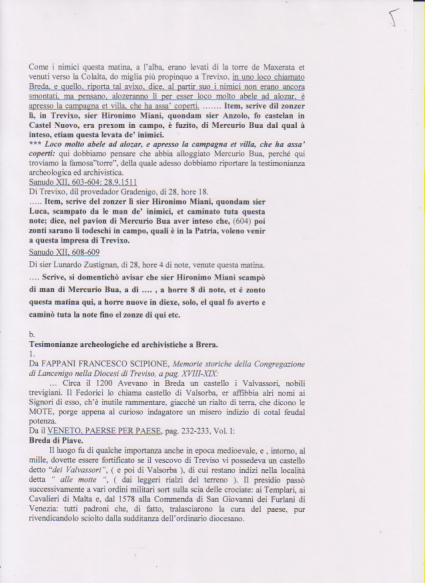 5
Come i nimici questa matina, a l'alba, erano levati di la torre de Maxerata et
venuti verso la Colalta, do miglia più propinquo a Trevixo, in uno loco chiamato
Breda, e quello, riporta tal avixo, dice, al partir suo i nimici non erano ancora
smontati, ma pensano, alozeranno lì per esser loco molto abele ad alozar, è
apresso la campagna et villa, che ha assa' coperti. ……. Item, scrive dil zonzer
lì, in Trevixo, sier Hironimo Miani, quondam sier Anzolo, fo castelan in
Castel Nuovo, era prexom in campo, è fuzito, di Mercurio Bua dal qual à
inteso, etiam questa levata de' inimici.
*** Loco molto abele ad alozar, e apresso la campagna et villa, che ha assa'
coperti: qui dobbiamo pensare che abbia alloggiato Mercurio Bua, perché qui
troviamo la famosa"torre", della quale adesso dobbiamo riportare la testimonianza
archeologica ed archivistica.
Sanudo XII, 603-604: 28.9.1511
Di Trevixo, dil provedador Gradenigo, di 28, hore 18.
….. Item, scrive del zonzer lì sier Hironimo Miani, quondam sier
Luca, scampato da le man de' inimici, et caminato tuta questa
note; dice, nel pavion di Mercurio Bua aver inteso che, (604) poi
zonti sarano li todeschi in campo, quali è in la Patria, voleno venir
a questa impresa di Trevixo.
Sanudo XII, 608-609
Di sier Lunardo Zustignan, di 28, hore 4 di note, venute questa matina.
…. Scrive, si domentichò avisar che sier Hironimo Miani scampò
di man di Mercurio Bua, a dì …. , a horre 8 di note, et è zonto
questa matina qui, a horre nuove in diexe, solo, el qual fo averto e
caminò tuta la note fino el zonze di qui etc.
b.
Tesimonianze archeologiche ed archivistiche a Brera.
1.
Da FAPPANI FRANCESCO SCIPIONE, Memorie storiche della Congregazione
di Lancenigo nella Diocesi di Treviso, a pag. XVIII-XIX:
… Circa il 1200 Avevano in Breda un castello i Valvassori, nobili
trevigiani. Il Federici lo chiama castello di Valsorba, er affibbia alri nomi ai
Signori di esso, ch'è inutile rammentare, giacché un rialto di terra, che dicono le
MOTE, porge appena al curioso indagator un misero indizio di cotal feudal
potenza.
Da il VENETO, PAERSE PER PAESE, pag. 232-233, Vol. I:
Breda di Piave.
Il luogo fu di qualche importanza anche in epoca medioevale, e , intorno, al
mille, dovette essere fortificato se il vescovo di Treviso vi possedeva un castello
detto "dei Valvassori", ( e poi di Valsorba ), di cui restano indizi nella località
detta " alle motte ", ( dai leggeri rialzi del terreno ). Il presidio passò
successivamente a vari ordini militari sort sulla scia delle crociate: ai Templari, ai
Cavalieri di Malta e, dal 1578 alla Commenda di San Giovanni dei Furlani di
Venezia: tutti padroni che, di fatto, tralasciarono la cura del paese, pur
rivendicandolo sciolto dalla sudditanza dell'ordinario diocesano.